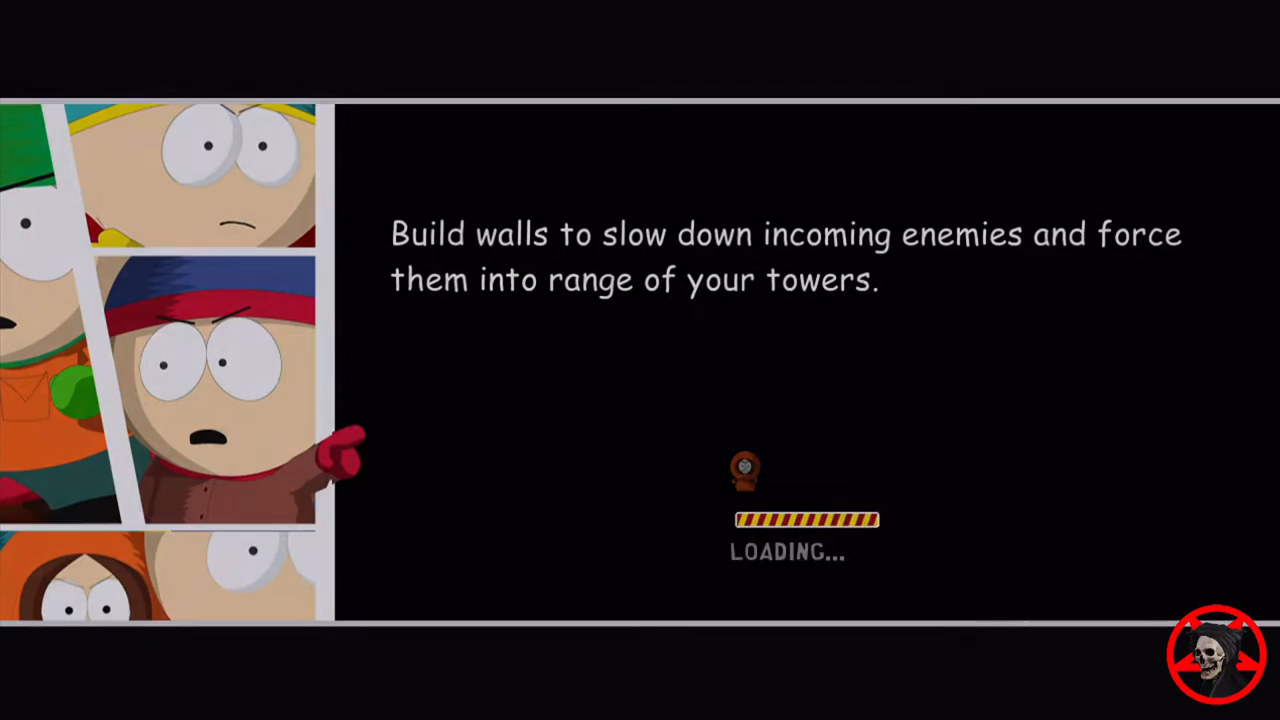 Build walls to slow down incoming enemies and force
them into range of your towers.
LOADING...